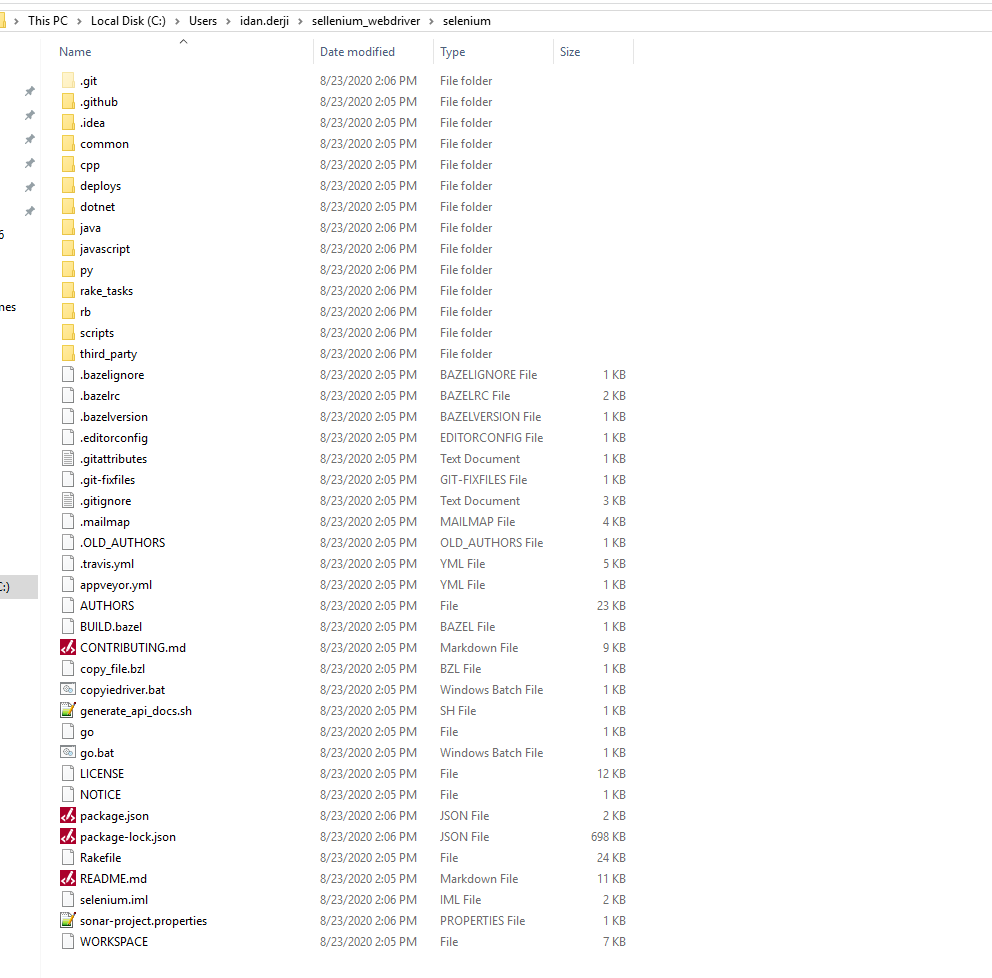 This PC > Local Disk (C:) > Users > idan.derji > sellenium_webdriver > selenium
Name Date modified Type Size
.git 8/23/2020 2:06 PM File folder
.github 8/23/2020 2:05 PM File folder
.idea 8/23/2020 2:05 PM File folder
common 8/23/2020 2:05 PM File folder
cpp 8/23/2020 2:05 PM File folder
deploys 8/23/2020 2:05 PM File folder
dotnet 8/23/2020 2:06 PM File folder
java 8/23/2020 2:06 PM File folder
javascript 8/23/2020 2:06 PM File folder
py 8/23/2020 2:06 PM File folder
rake_tasks 8/23/2020 2:06 PM File folder
rb 8/23/2020 2:06 PM File folder
scripts 8/23/2020 2:06 PM File folder
third_party 8/23/2020 2:06 PM File folder
.bazelignore 8/23/2020 2:05 PM BAZELIGNORE File 1 KB
.bazelrc 8/23/2020 2:05 PM BAZELRC File 2 KB
.bazelversion 8/23/2020 2:05 PM BAZELVERSION File 1 KB
.editorconfig 8/23/2020 2:05 PM EDITORCONFIG File 1 KB
.gitattributes 8/23/2020 2:05 PM Text Document 1 KB
.git-fixfiles 8/23/2020 2:05 PM GIT-FIXFILES File 1 KB
.gitignore 8/23/2020 2:05 PM Text Document 3 KB
.mailmap 8/23/2020 2:05 PM MAILMAP File 4 KB
.OLD_AUTHORS 8/23/2020 2:05 PM OLD_AUTHORS File 1 KB
.travis.yml 8/23/2020 2:05 PM YML File 5 KB
appveyor.yml 8/23/2020 2:05 PM YML File 1 KB
AUTHORS 8/23/2020 2:05 PM File 23 KB
BUILD.bazel 8/23/2020 2:05 PM BAZEL File 1 KB
CONTRIBUTING.md 8/23/2020 2:05 PM Markdown File 9 KB
copy_file.bzl 8/23/2020 2:05 PM BZL File 1 KB
copyiedriver.bat 8/23/2020 2:05 PM Windows Batch File 1 KB
generate_api_docs.sh 8/23/2020 2:05 PM SH File 1 KB
go 8/23/2020 2:05 PM File 1 KB
go.bat 8/23/2020 2:05 PM Windows Batch File 1 KB
LICENSE 8/23/2020 2:05 PM File 12 KB
NOTICE 8/23/2020 2:05 PM File 1 KB
package.json 8/23/2020 2:06 PM JSON File 2 KB
package-lock.json 8/23/2020 2:06 PM JSON File 698 KB
Rakefile 8/23/2020 2:05 PM File 24 KB
README.md 8/23/2020 2:05 PM Markdown File 11 KB
selenium.iml 8/23/2020 2:06 PM IML File 2 KB
sonar-project.properties 8/23/2020 2:06 PM PROPERTIES File 1 KB
WORKSPACE 8/23/2020 2:05 PM File 7 KB